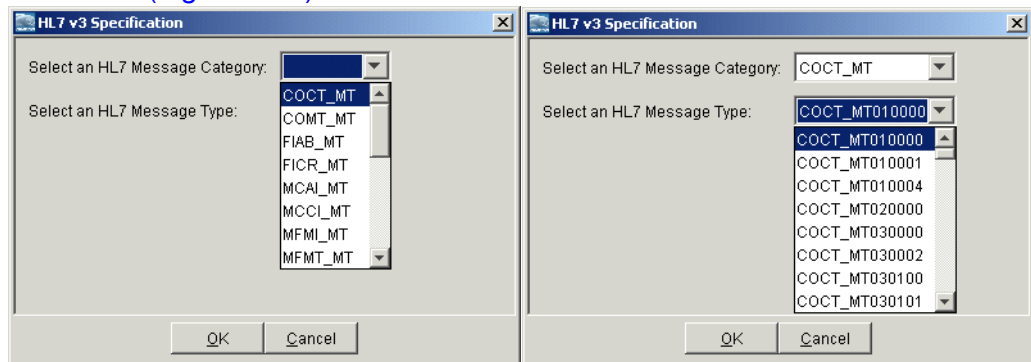 HL7 v3 Specification
Select an HL7 Message Category:
COCT_MT
COMT_MT
Select an HL7 Message Type:
FIAB_MT
FICR_MT
MCAI_MT
MCCI_MT
MFMI_MT
MFMT_MT
OK Cancel
HL7 v3 Specification
Select an HL7 Message Category: COCT_MT
Select an HL7 Message Type: COCT_MT010000
COCT_MT010000
COCT_MT010001
COCT_MT010004
COCT_MT020000
COCT_MT030000
COCT_MT030002
COCT_MT030100
COCT_MT030101
OK Cancel